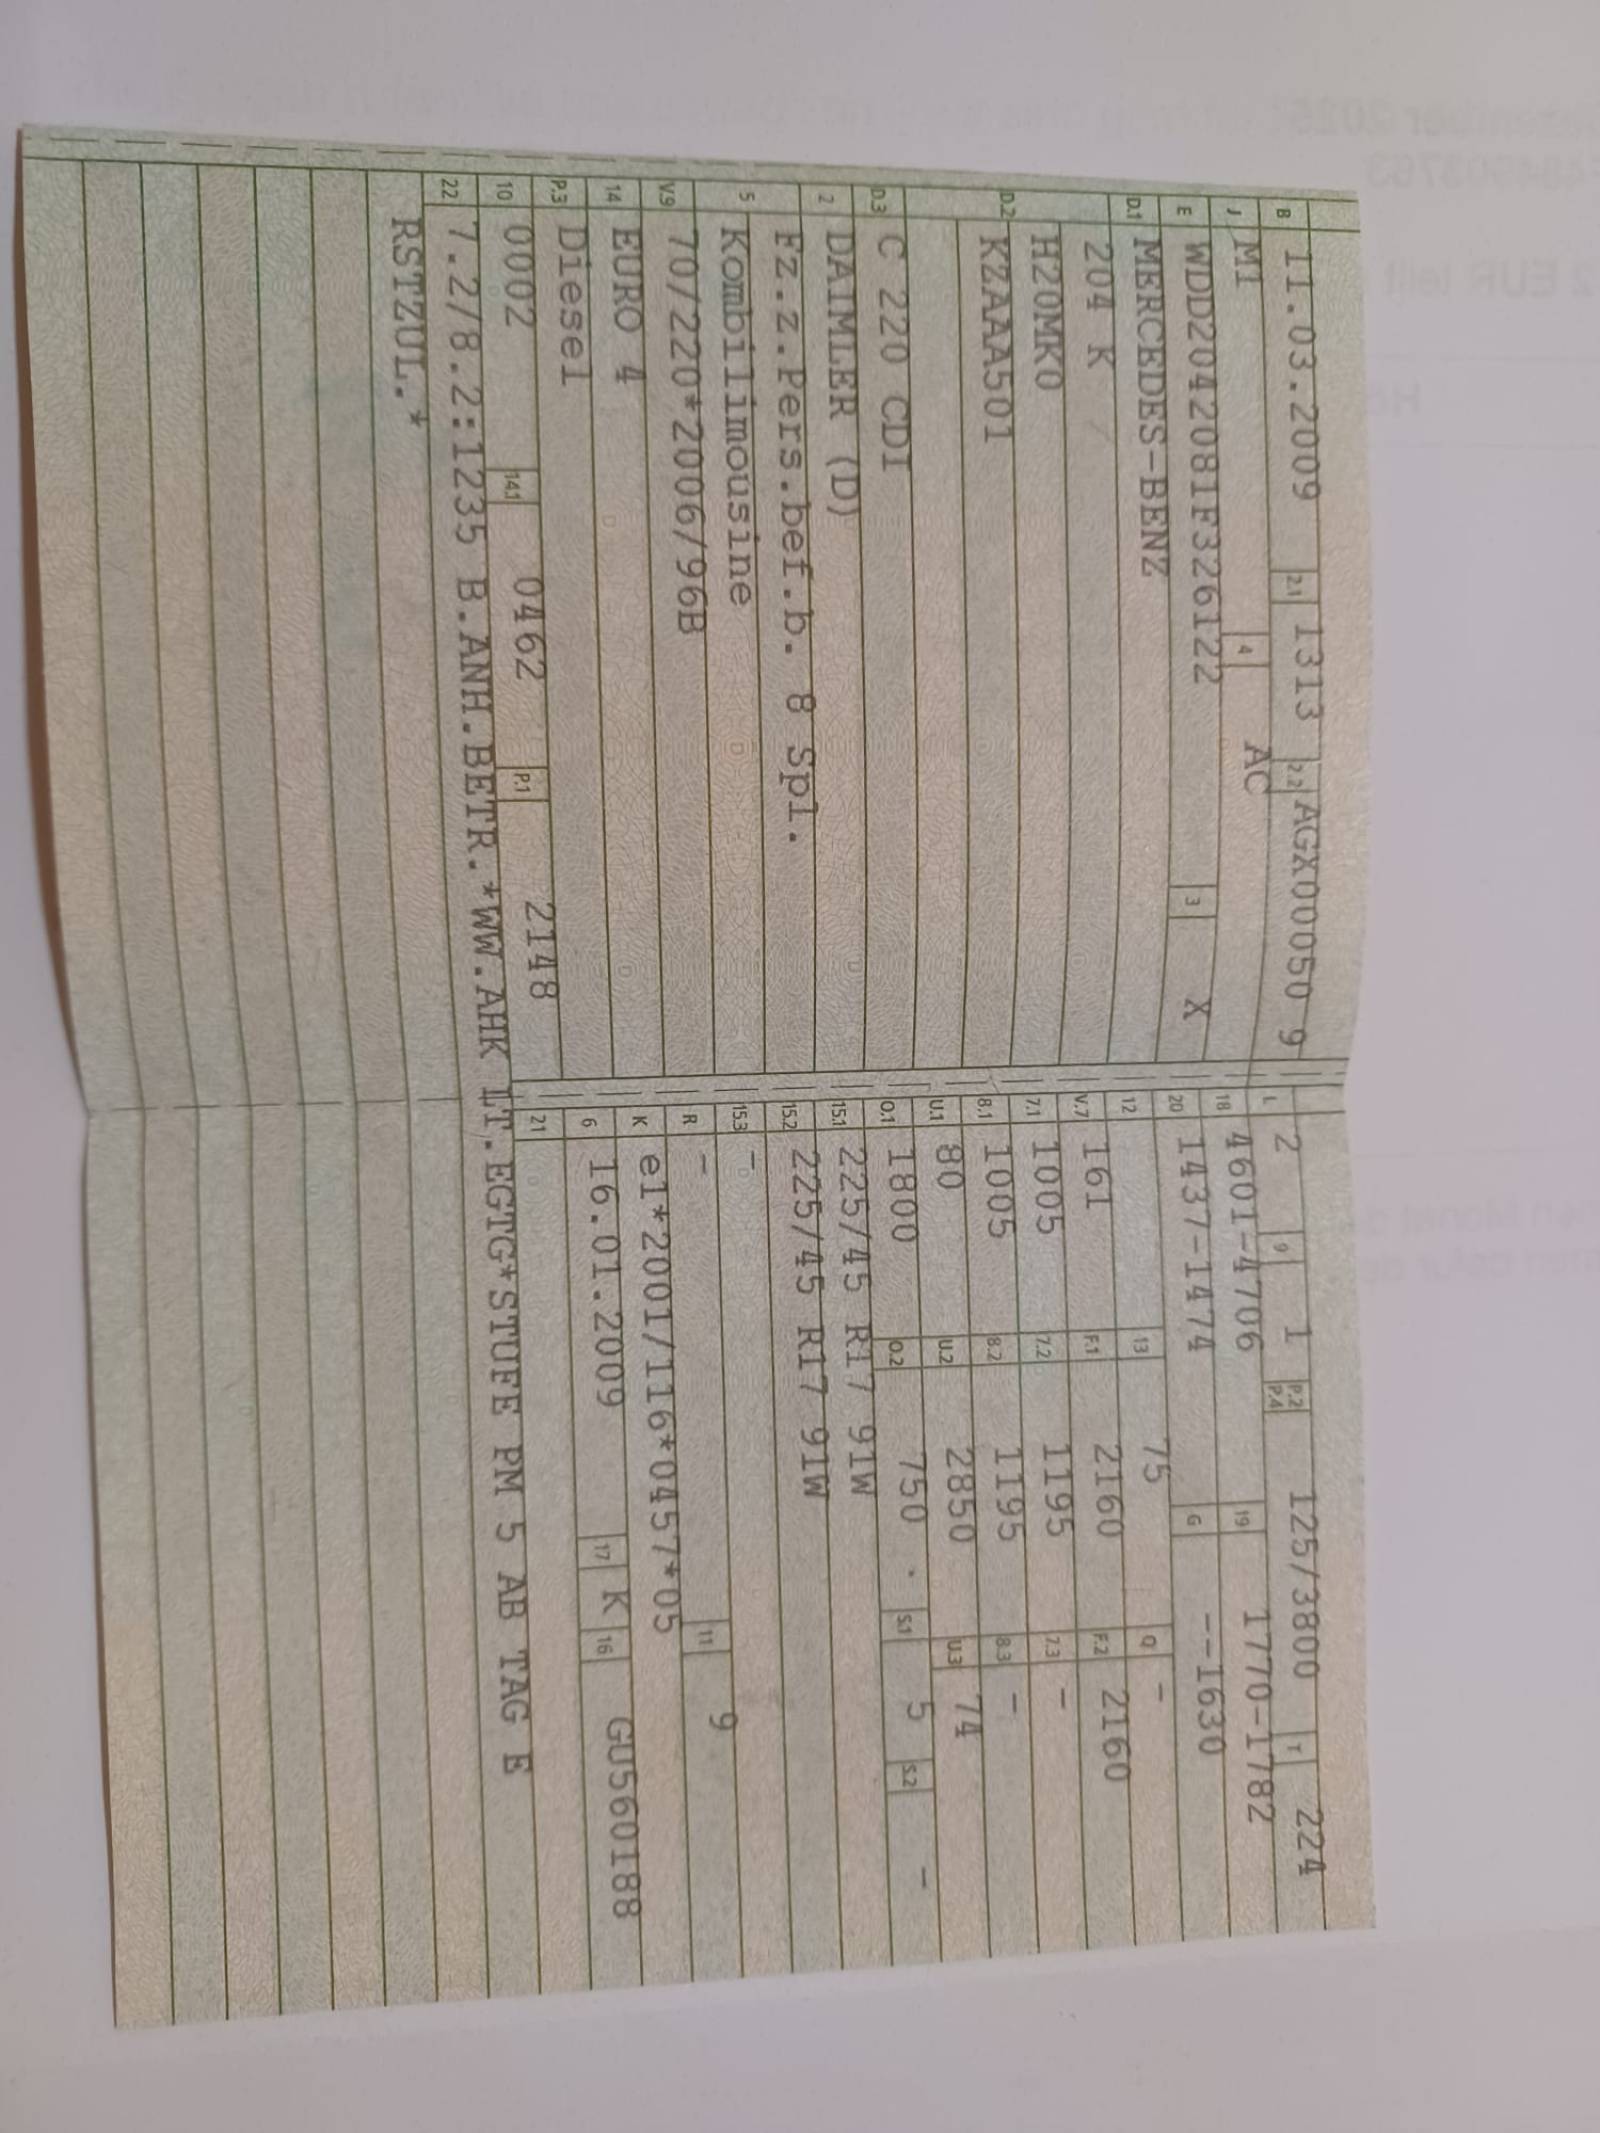 B 11.03.2009 2.1 1313 2.2 AGX000050 9
J M1 4 AC
E WDD2042081F326122 3 X
D.1 MERCEDES-BENZ
204 K
D.2 H20MK0
KZAAA501
D.3 C 220 CDI
2 DAIMLER (D)
Fz.z.Pers.bef.b. 8 Spl.
5 Kombilimousine
V.9 70/220*2006/96B
14 EURO 4
P.3 Diesel
10 0002 14.1 0462 P.1 2148
L 2 9 1 P.2 P.4 125/3800 T 224
18 4601-4706 19 1770-1782
20 1437-1474 G --1630
12 13 75 Q -
V.7 161 F.1 2160 F.2 2160
7.1 1005 7.2 1195 7.3 -
8.1 1005 8.2 1195 8.3 -
U.1 80 U.2 2850 U.3 74
O.1 1800 O.2 750 . S.1 5 S.2 -
15.1 225/45 R17 91W
15.2 225/45 R17 91W
15.3 -
R - 11 9
K e1*2001/116*0457*05
6 16.01.2009 17 K 16 GU560188
21
22 7.2/8.2:1235 B.ANH.BETR.*WW.AHK LT.EGTG*STUFE PM 5 AB TAG E
RSTZUL.*